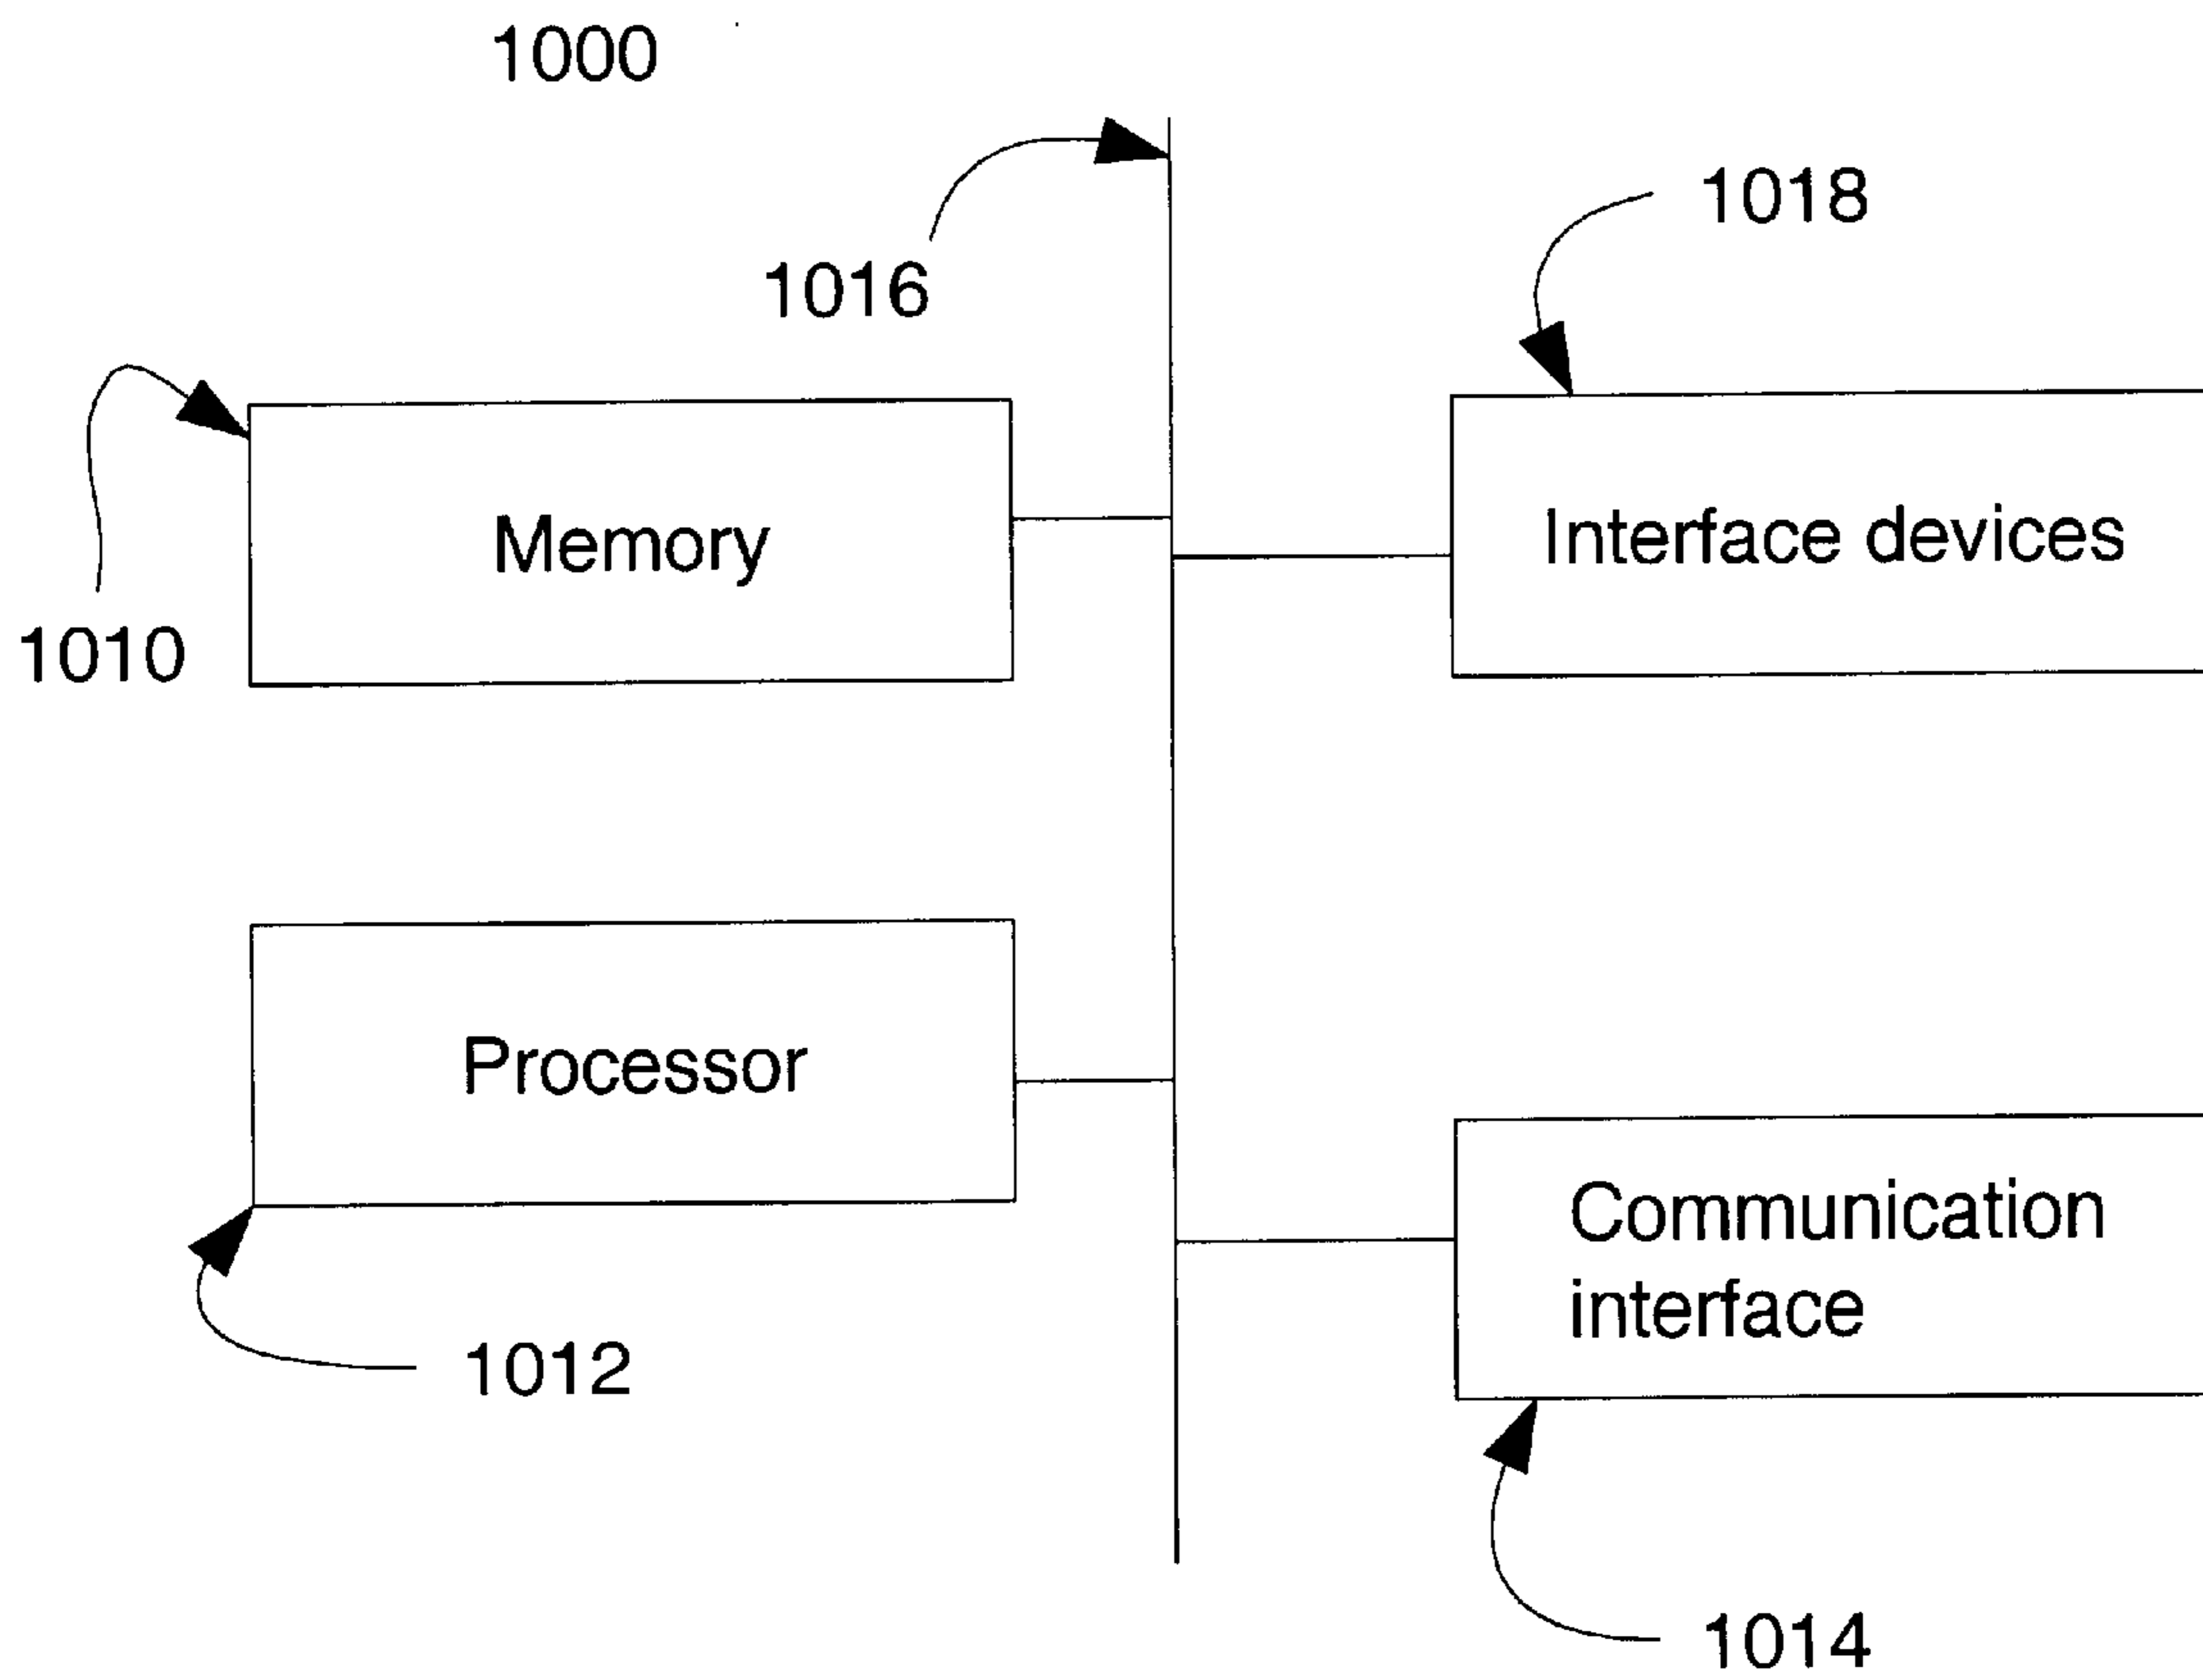 1000
1016
1018
1010
Memory
Interface devices
Processor
1012
Communication
interface
1014